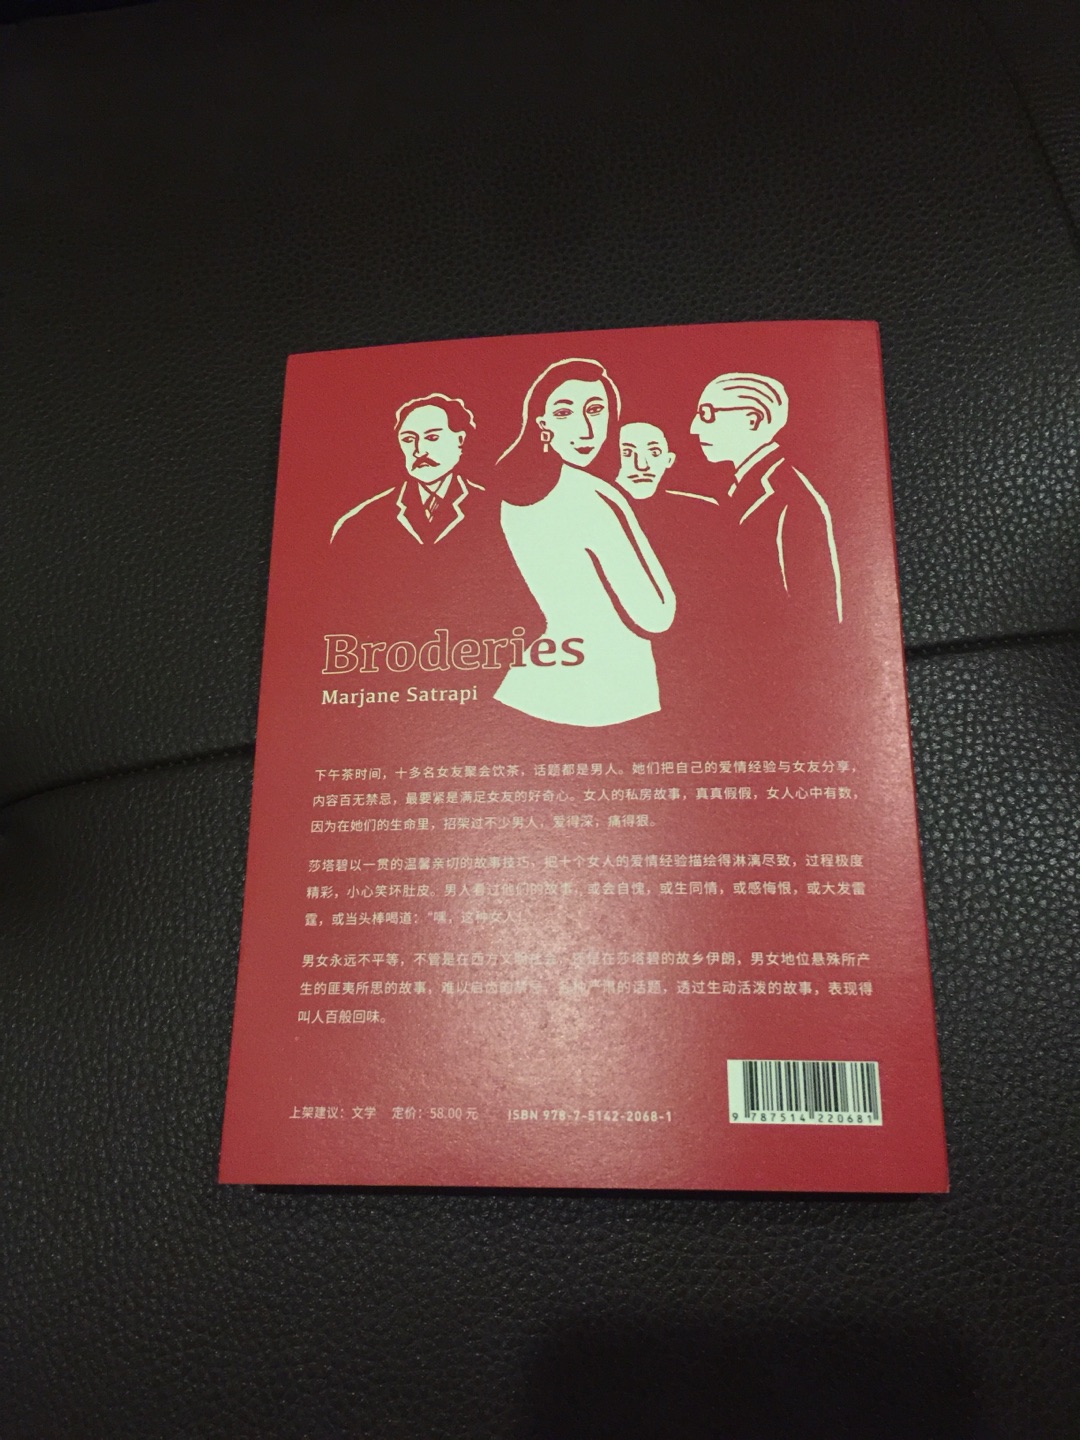 Broderies
Marjane Satrapi
下午茶时间，十多名女友聚会饮茶，话题都是男人。她们把自己的爱情经验与女友分享，
内容百无禁忌，最要紧是满足女友的好奇心。女人的私房故事，真真假假，女人心中有数，
因为在她们的生命里，招架过不少男人，爱得深，痛得狠。
莎塔碧以一贯的温馨亲切的故事技巧，把十个女人的爱情经验描绘得淋漓尽致，过程极度
精彩，小心笑坏肚皮。男人看过他们的故事，或会自愧，或生同情，或感悔恨，或大发雷
霆，或当头棒喝道：“嘿，这种女人！
男女永远不平等，不管是在西方文明社会，还是在莎塔碧的故乡伊朗，男女地位悬殊所产
生的匪夷所思的故事，难以启齿的禁忌，各种严肃的话题，透过生动活泼的故事，表现得
叫人百般回味。
上架建议：文学 定价：58.00 元 ISBN 978-7-5142-2068-1
9 787514 220681